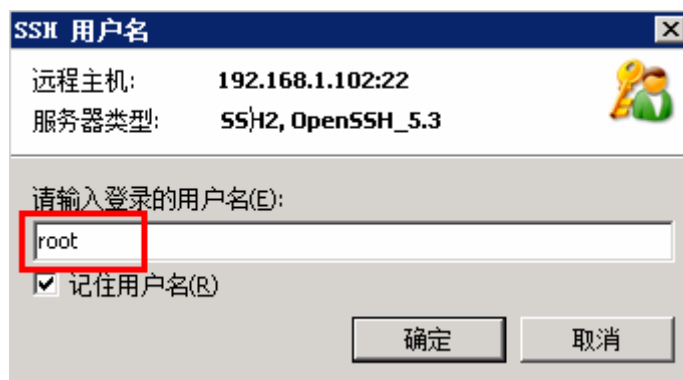 SSH 用户名
远程主机: 192.168.1.102:22
服务器类型: SSH2, OpenSSH_5.3
请输入登录的用户名(E):
root
记住用户名(R)
确定 取消